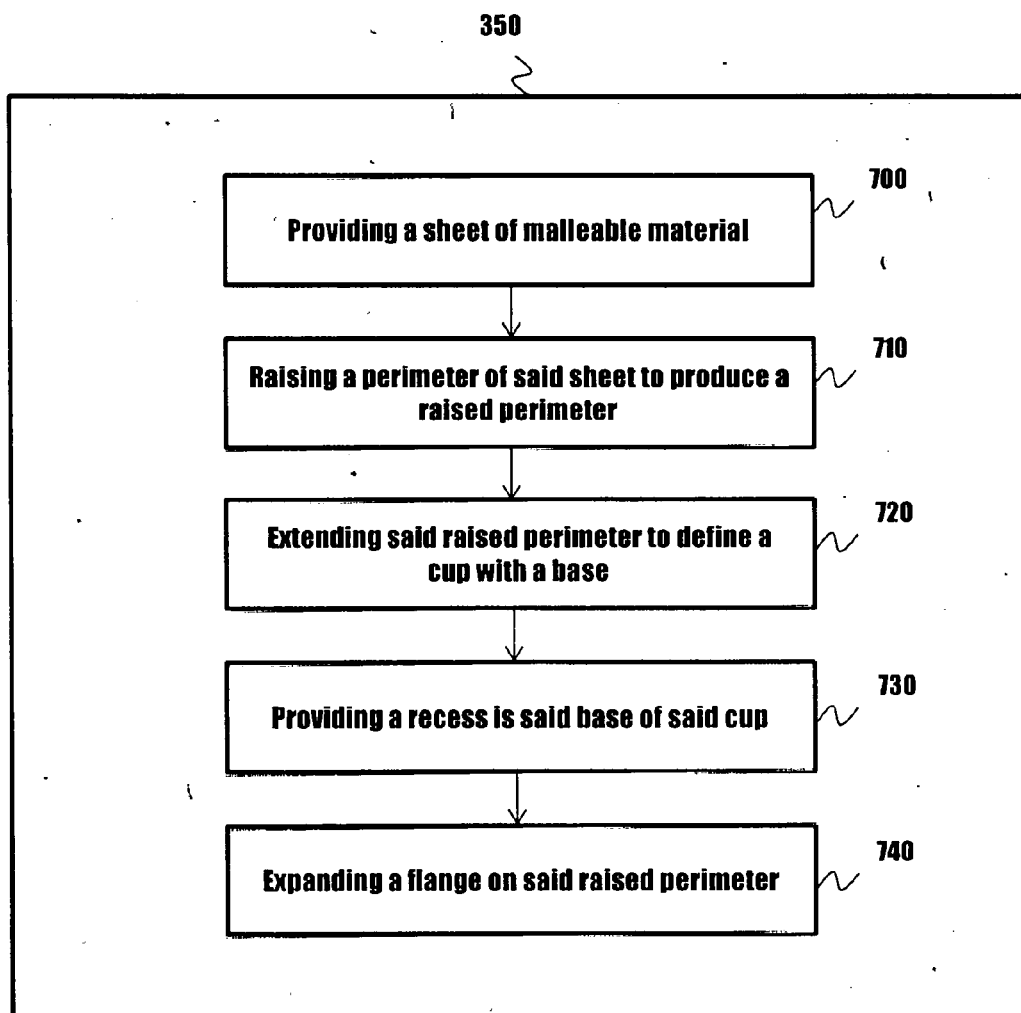 350
700
Providing a sheet of malleable material
710
Raising a perimeter of said sheet to produce a
raised perimeter
720
Extending said raised perimeter to define a
cup with a base
730
Providing a recess is said base of said cup
740
Expanding a flange on said raised perimeter